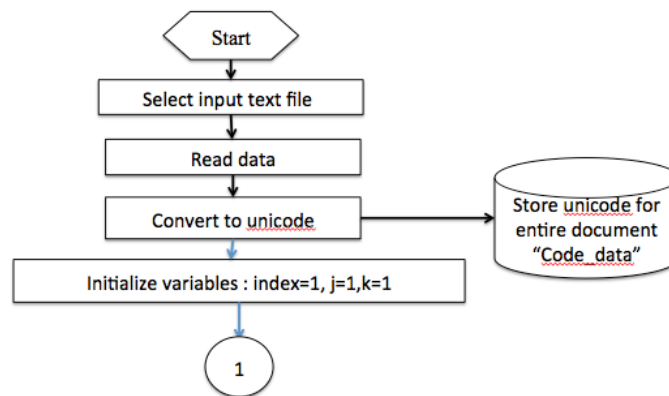 Start
Select input text file
Read data
Convert to unicode
Store unicode for
entire document
“Code_data”
Initialize variables : index=1, j=1,k=1
1